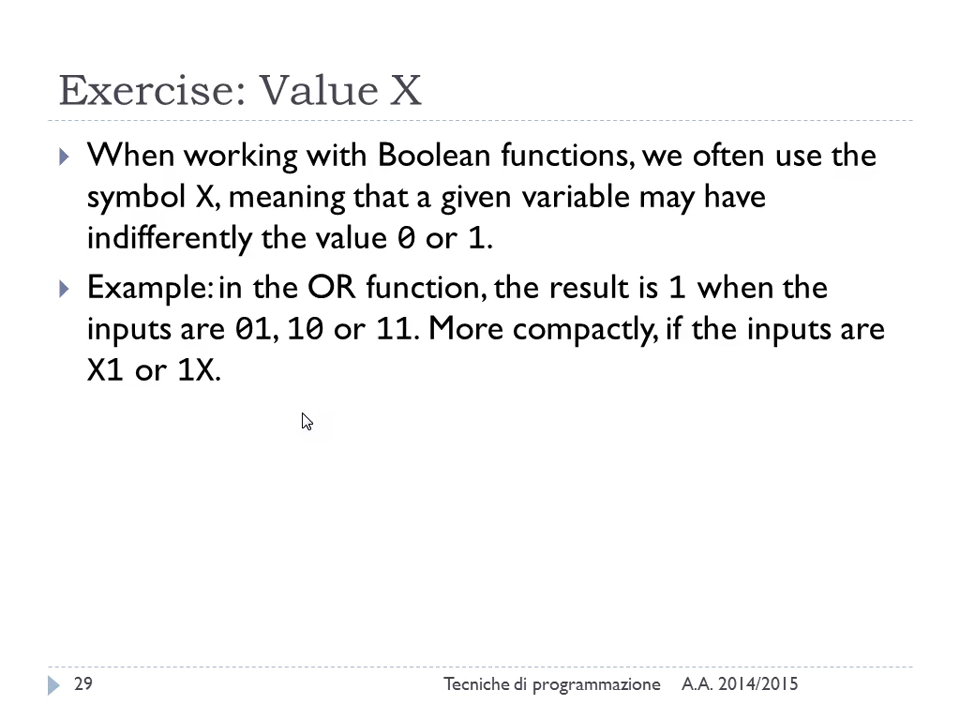 Exercise: Value X
When working with Boolean functions, we often use the
symbol X, meaning that a given variable may have
indifferently the value 0 or 1.
Example: in the OR function, the result is 1 when the
inputs are 01, 10 or 11. More compactly, if the inputs are
X1 or 1X.
29 Tecniche di programmazione A.A. 2014/2015